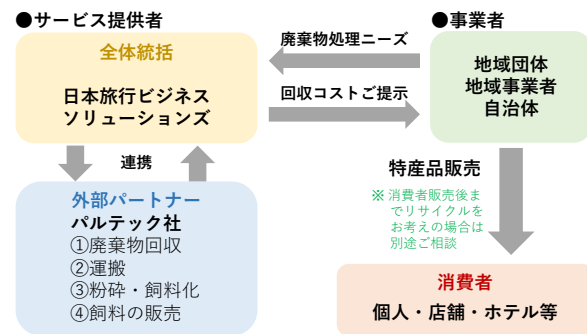 ●サービス提供者
全体統括
日本旅行ビジネス
ソリューションズ
廃棄物処理ニーズ
回収コストご提示
●事業者
地域団体
地域事業者
自治体
連携
外部パートナー
パルテック社
①廃棄物回収
②運搬
③粉砕・飼料化
④飼料の販売
特産品販売
※ 消費者販売後ま
でリサイクルを
お考えの場合は
別途ご相談
消費者
個人・店舗・ホテル等